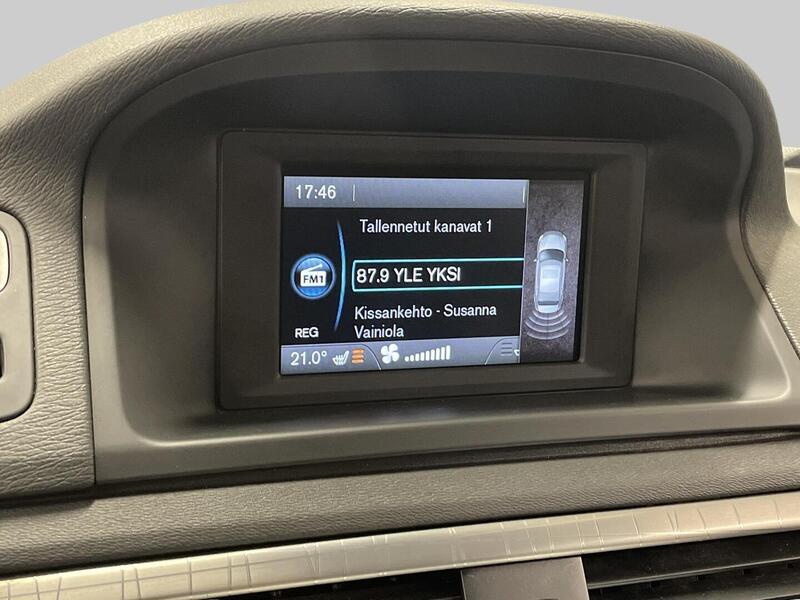 17:46
Tallennetut kanavat 1
FM1
87.9 YLE YKSI
Kissankehto - Susanna
Vainiola
REG
21.0°